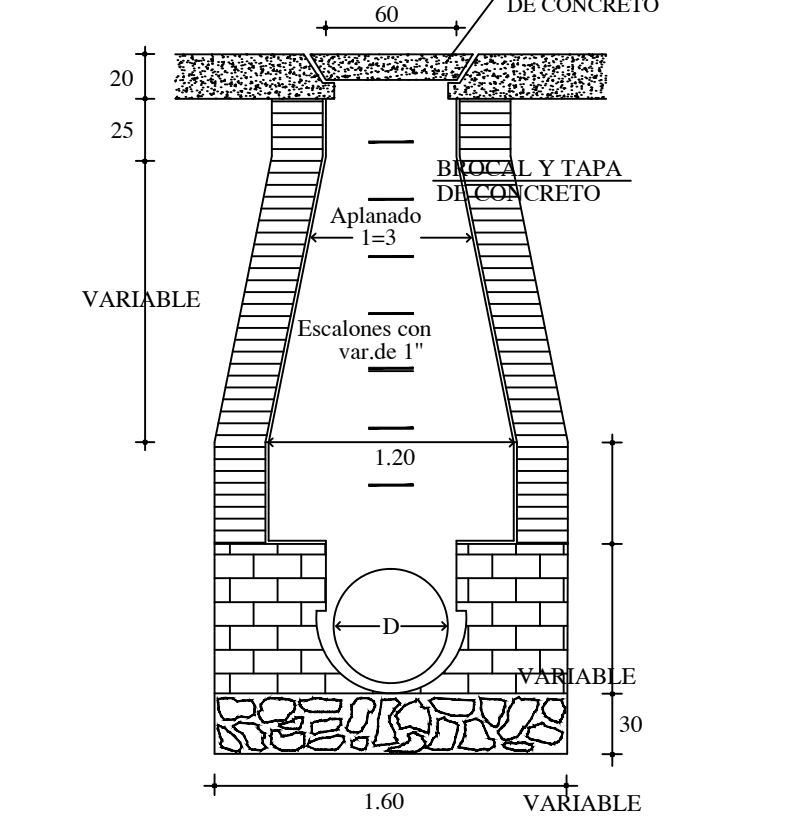 DE CONCRETO
60
20
25
BROCAL Y TAPA
DE CONCRETO
Aplanado
1=3
VARIABLE
Escalones con
var.de 1"
1.20
D
VARIABLE
30
1.60
VARIABLE